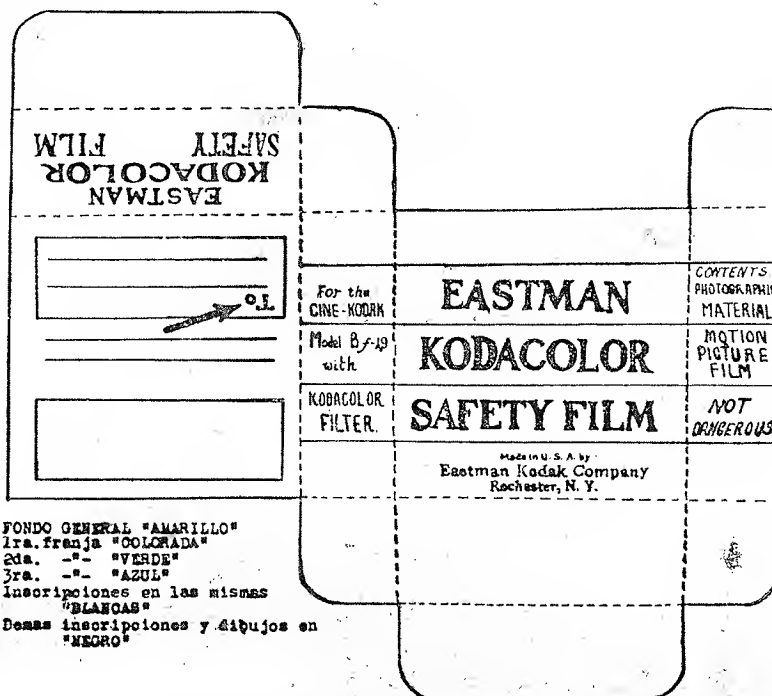 EASTMAN
KODACOLOR
SAFETY FILM
To
For the
CINE-KODAK
Model B f-1.9
with
KODACOLOR
FILTER.
EASTMAN
KODACOLOR
SAFETY FILM
Made in U. S. A. by
Eastman Kodak Company
Rochester, N. Y.
CONTENTS
PHOTOGRAPHIC
MATERIAL
MOTION
PICTURE
FILM
NOT
DANGEROUS
FONDO GENERAL "AMARILLO"
1ra. franja "COLORADA"
2da. -"- "VERDE"
3ra. -"- "AZUL"
Inscripciones en las mismas
"BLANCAS"
Demas inscripciones y dibujos en
"NEGRO"